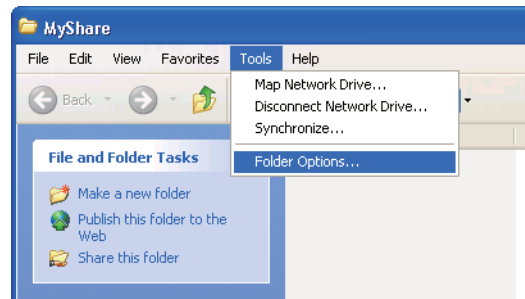 MyShare
File Edit View Favorites Tools Help
Back
Map Network Drive...
Disconnect Network Drive...
Synchronize...
Folder Options...
File and Folder Tasks
Make a new folder
Publish this folder to the
Web
Share this folder